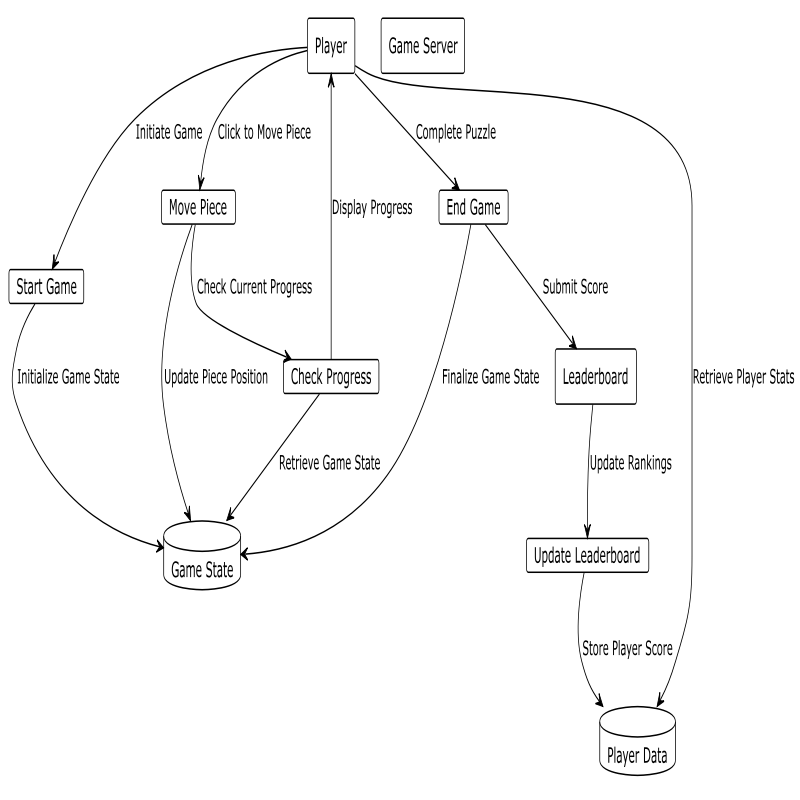 Player
Game Server
Initiate Game
Click to Move Piece
Complete Puzzle
Move Piece
Display Progress
End Game
Start Game
Check Current Progress
Submit Score
Initialize Game State
Update Piece Position
Check Progress
Finalize Game State
Leaderboard
Retrieve Player Stats
Retrieve Game State
Update Rankings
Game State
Update Leaderboard
Store Player Score
Player Data